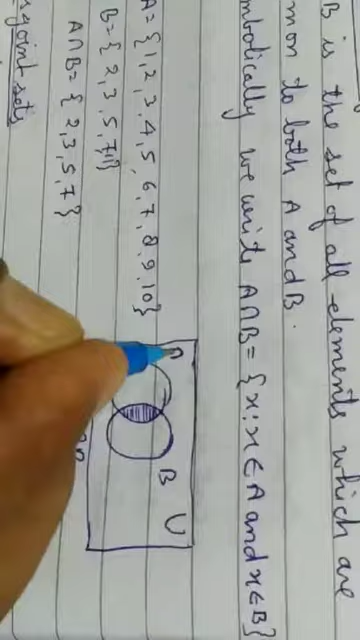 B is the set of all elements which are
mon to both A and B.
mbolically we write A∩B = {x : x ∈ A and x ∈ B}
A = {1, 2, 3, 4, 5, 6, 7, 8, 9, 10}
B = { 2, 3, 5, 7, 11}
A∩B = { 2, 3, 5, 7 }
B
U
sjoint sets